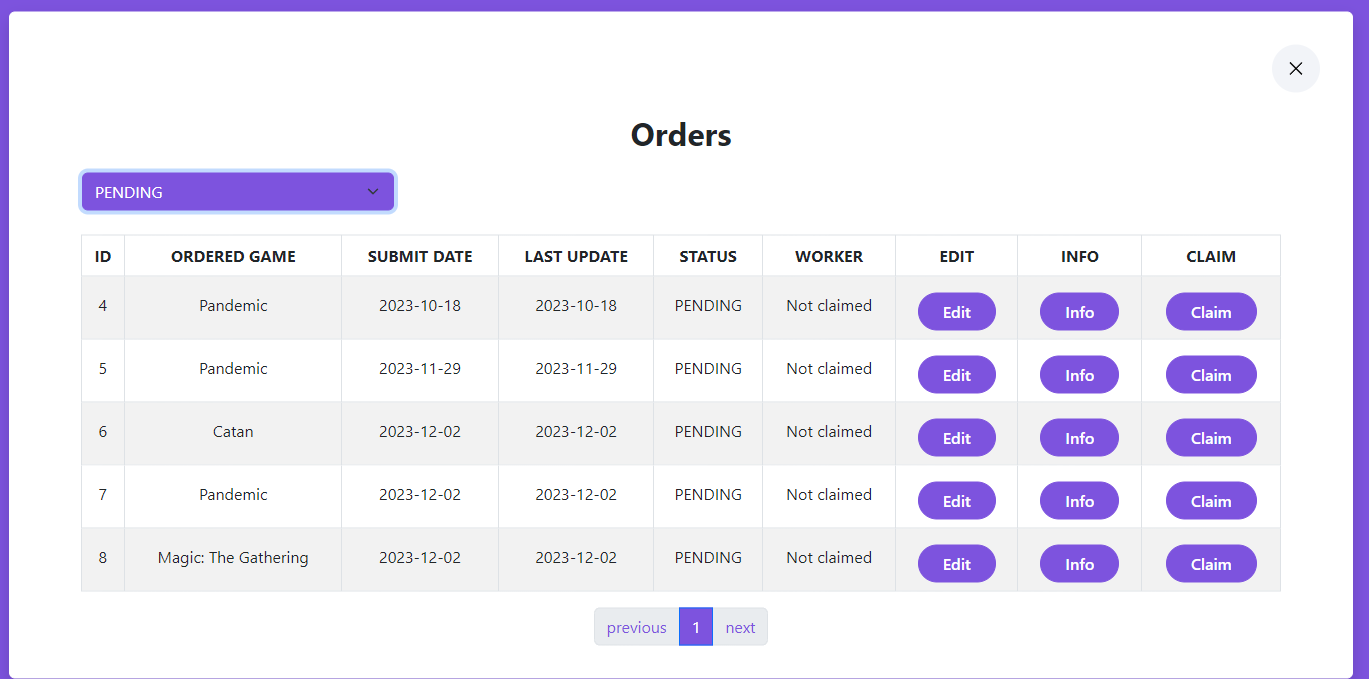 Orders
PENDING
ID ORDERED GAME SUBMIT DATE LAST UPDATE STATUS WORKER EDIT INFO CLAIM
4 Pandemic 2023-10-18 2023-10-18 PENDING Not claimed Edit Info Claim
5 Pandemic 2023-11-29 2023-11-29 PENDING Not claimed Edit Info Claim
6 Catan 2023-12-02 2023-12-02 PENDING Not claimed Edit Info Claim
7 Pandemic 2023-12-02 2023-12-02 PENDING Not claimed Edit Info Claim
8 Magic: The Gathering 2023-12-02 2023-12-02 PENDING Not claimed Edit Info Claim
previous 1 next